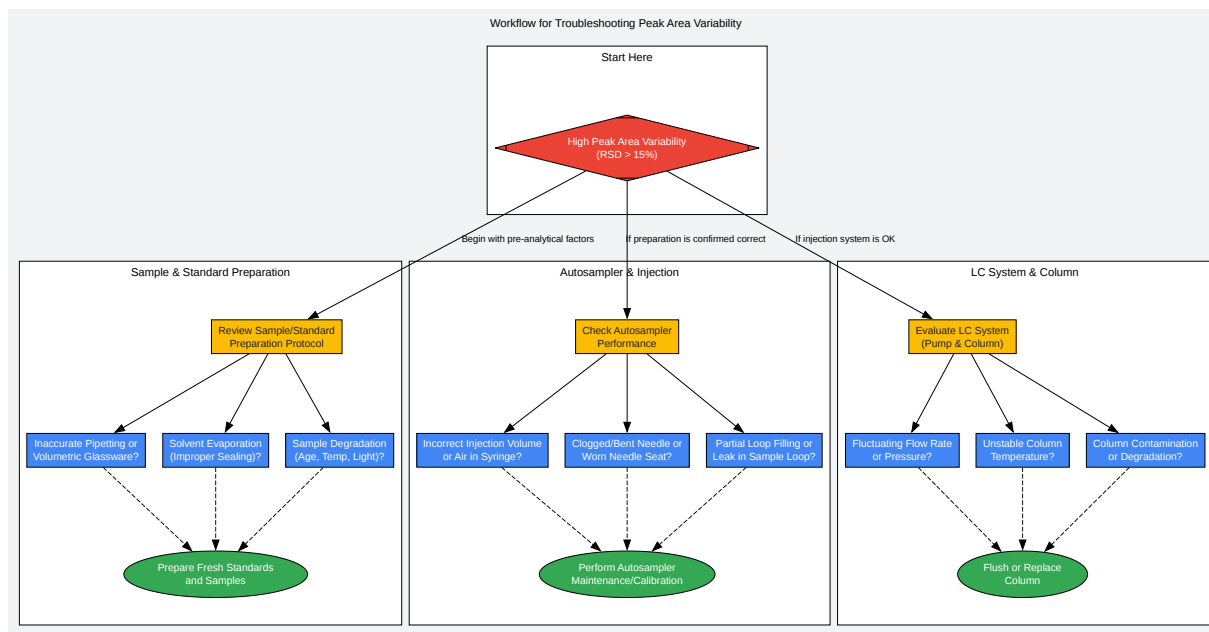 Workflow for Troubleshooting Peak Area Variability
Start Here
High Peak Area Variability
(RSD > 15%)
Begin with pre-analytical factors
If preparation is confirmed correct
If injection system is OK
Sample & Standard Preparation
Review Sample/Standard
Preparation Protocol
Inaccurate Pipetting or
Volumetric Glassware?
Solvent Evaporation
(Improper Sealing)?
Sample Degradation
(Age, Temp, Light)?
Prepare Fresh Standards
and Samples
Autosampler & Injection
Check Autosampler
Performance
Incorrect Injection Volume
or Air in Syringe?
Clogged/Bent Needle or
Worn Needle Seat?
Partial Loop Filling or
Leak in Sample Loop?
Perform Autosampler
Maintenance/Calibration
LC System & Column
Evaluate LC System
(Pump & Column)
Fluctuating Flow Rate
or Pressure?
Unstable Column
Temperature?
Column Contamination
or Degradation?
Flush or Replace
Column